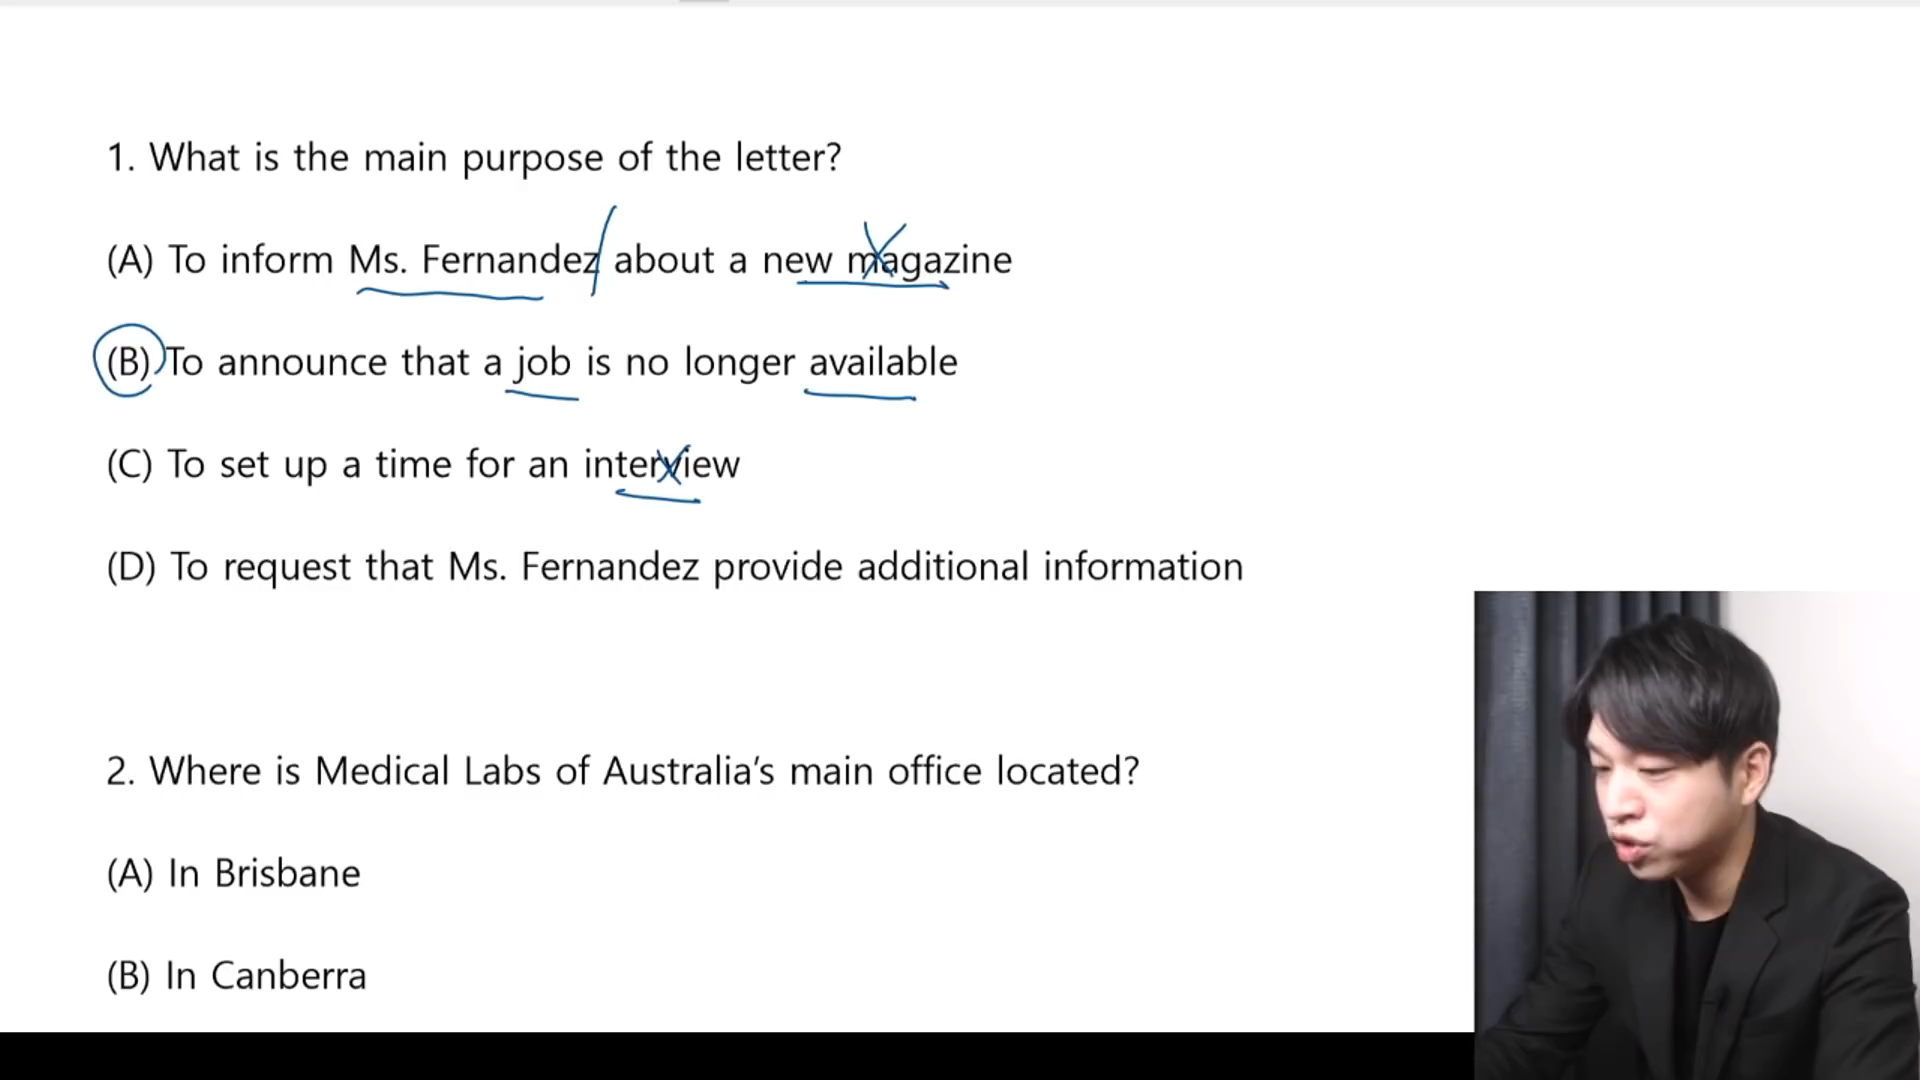 1. What is the main purpose of the letter?
(A) To inform Ms. Fernandez about a new magazine
(B) To announce that a job is no longer available
(C) To set up a time for an interview
(D) To request that Ms. Fernandez provide additional information
2. Where is Medical Labs of Australia's main office located?
(A) In Brisbane
(B) In Canberra